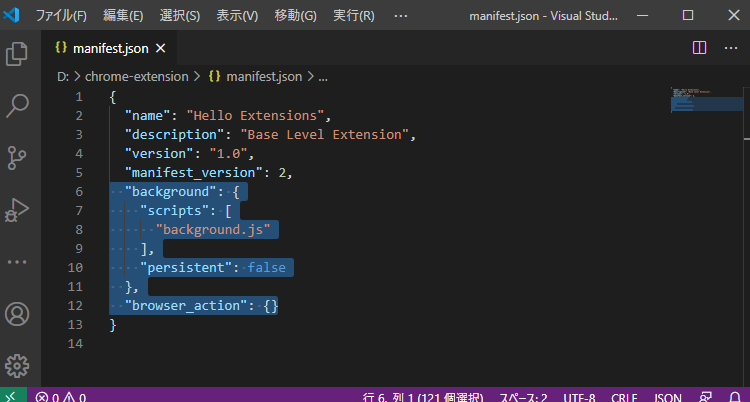 ファイル(F) 編集(E) 選択(S) 表示(V) 移動(G) 実行(R) ... manifest.json - Visual Stud...
{} manifest.json
D: > chrome-extension > {} manifest.json > ...
1 {
2 "name": "Hello Extensions",
3 "description": "Base Level Extension",
4 "version": "1.0",
5 "manifest_version": 2,
6 "background": {
7 "scripts": [
8 "background.js"
9 ],
10 "persistent": false
11 },
12 "browser_action": {}
13 }
14
0 0 行 6、列 1 (121 個選択) スペース: 2 UTF-8 CRLF JSON